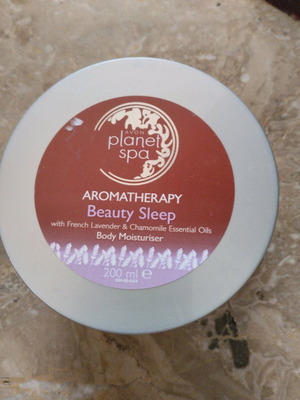 AVON
planet
spa
AROMATHERAPY
Beauty Sleep
with French Lavender & Chamomile Essential Oils
Body Moisturiser
200 ml e